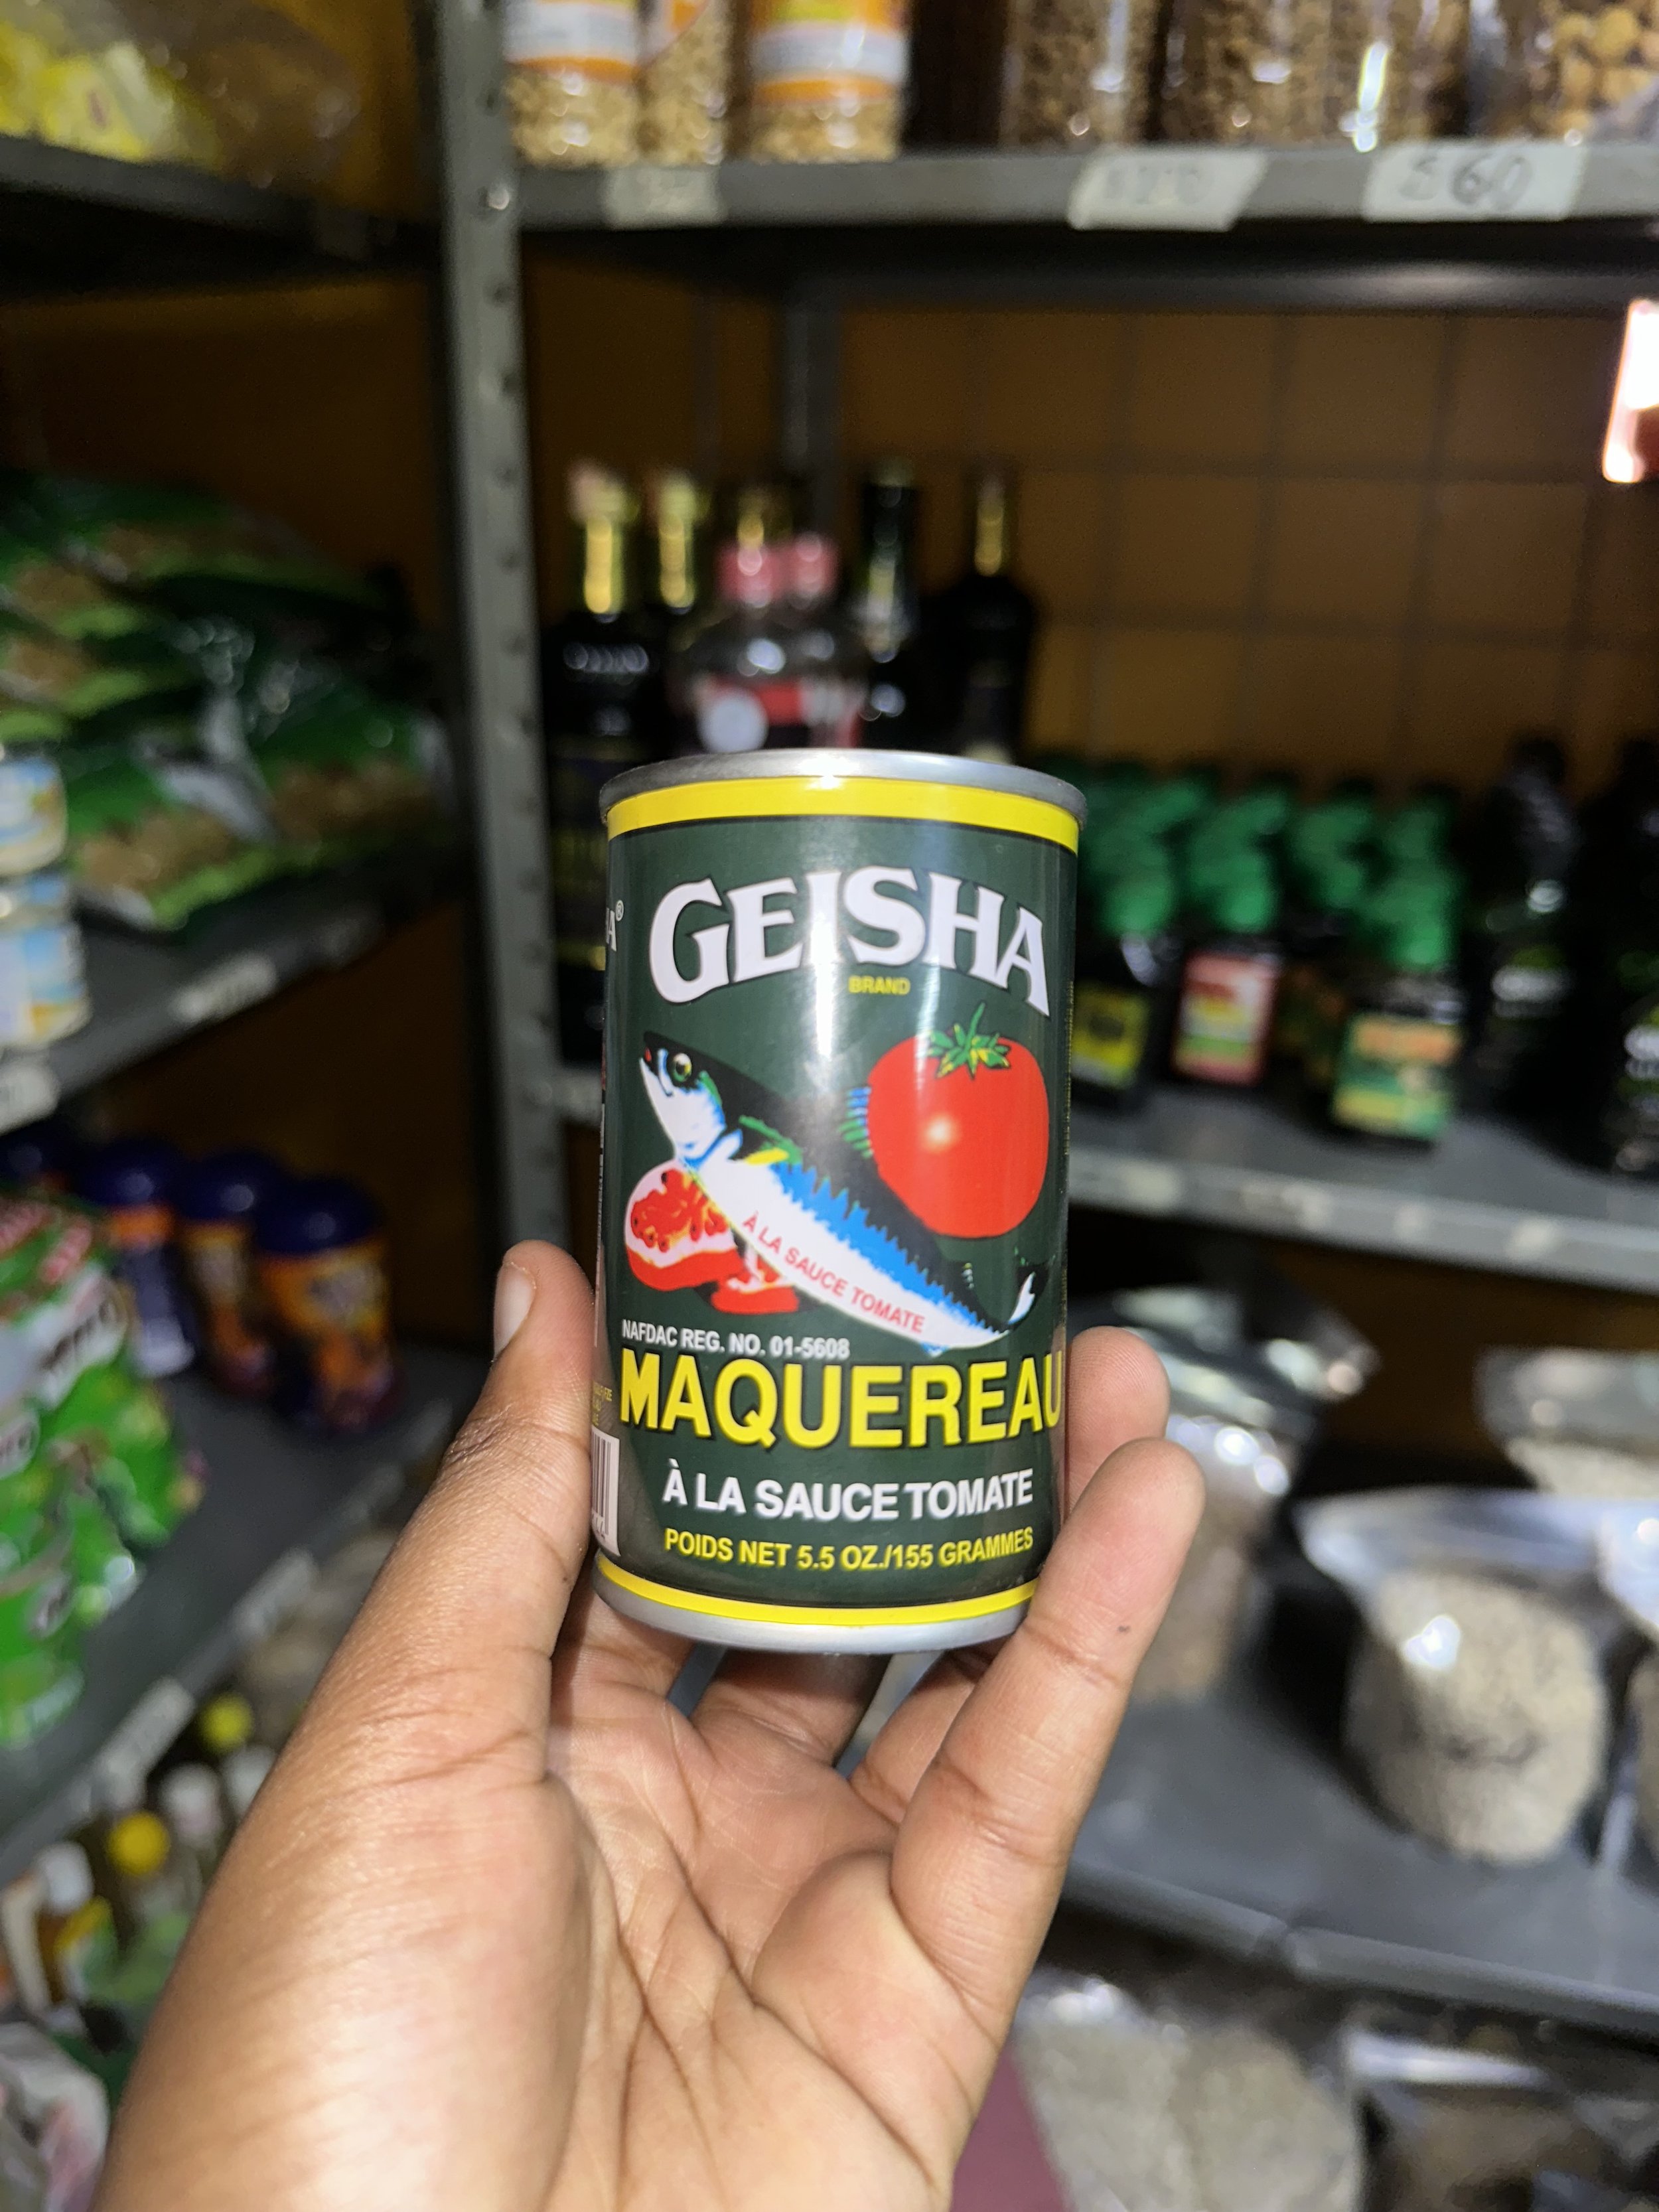 GEISHA
BRAND
À LA SAUCE TOMATE
NAFDAC REG. NO. 01-5608
MAQUEREAU
À LA SAUCE TOMATE
POIDS NET 5.5 OZ./155 GRAMMES
A®
560